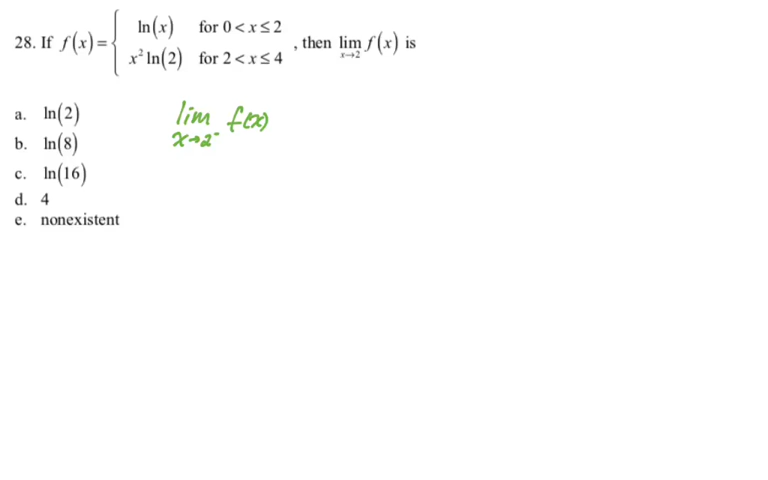 28. If f(x) = { ln(x) for 0 < x ≤ 2
x² ln(2) for 2 < x ≤ 4 , then lim x→2 f(x) is
a. ln(2)
b. ln(8)
c. ln(16)
d. 4
e. nonexistent
lim x→2⁻ f(x)